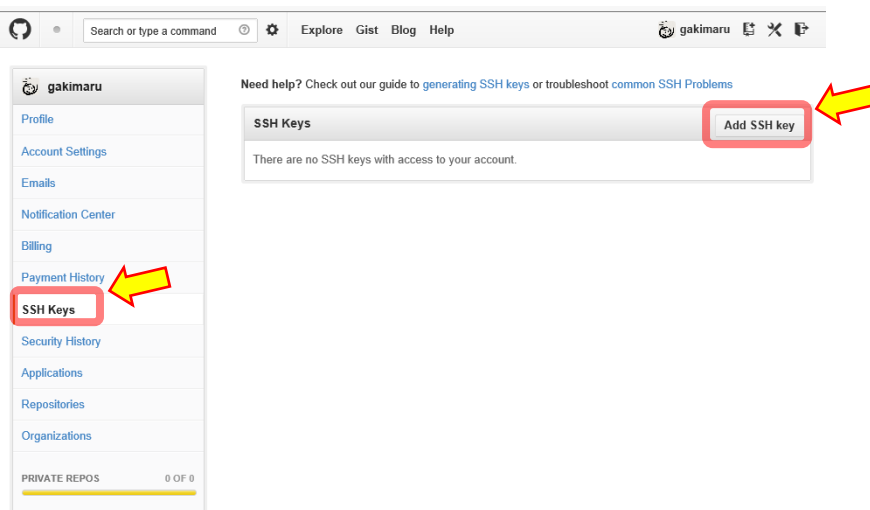 Search or type a command
Explore Gist Blog Help
gakimaru
gakimaru
Profile
Account Settings
Emails
Notification Center
Billing
Payment History
SSH Keys
Security History
Applications
Repositories
Organizations
PRIVATE REPOS 0 OF 0
Need help? Check out our guide to generating SSH keys or troubleshoot common SSH Problems
SSH Keys
Add SSH key
There are no SSH keys with access to your account.